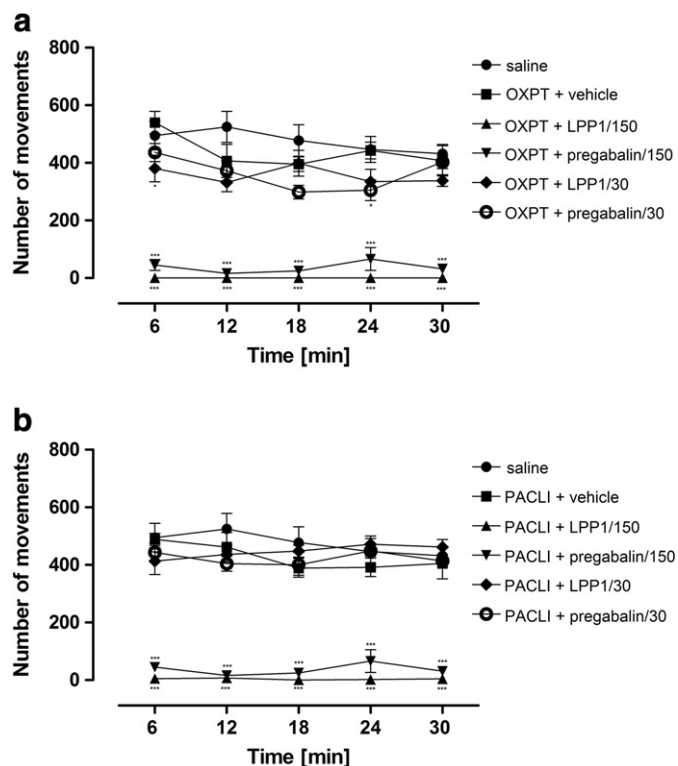 a
Number of movements
800
600
400
200
0
*
*
*** *** *** *** ***
*** *** *** *** ***
6 12 18 24 30
Time [min]
saline
OXPT + vehicle
OXPT + LPP1/150
OXPT + pregabalin/150
OXPT + LPP1/30
OXPT + pregabalin/30
b
Number of movements
800
600
400
200
0
*** *** *** *** ***
*** *** *** *** ***
6 12 18 24 30
Time [min]
saline
PACLI + vehicle
PACLI + LPP1/150
PACLI + pregabalin/150
PACLI + LPP1/30
PACLI + pregabalin/30